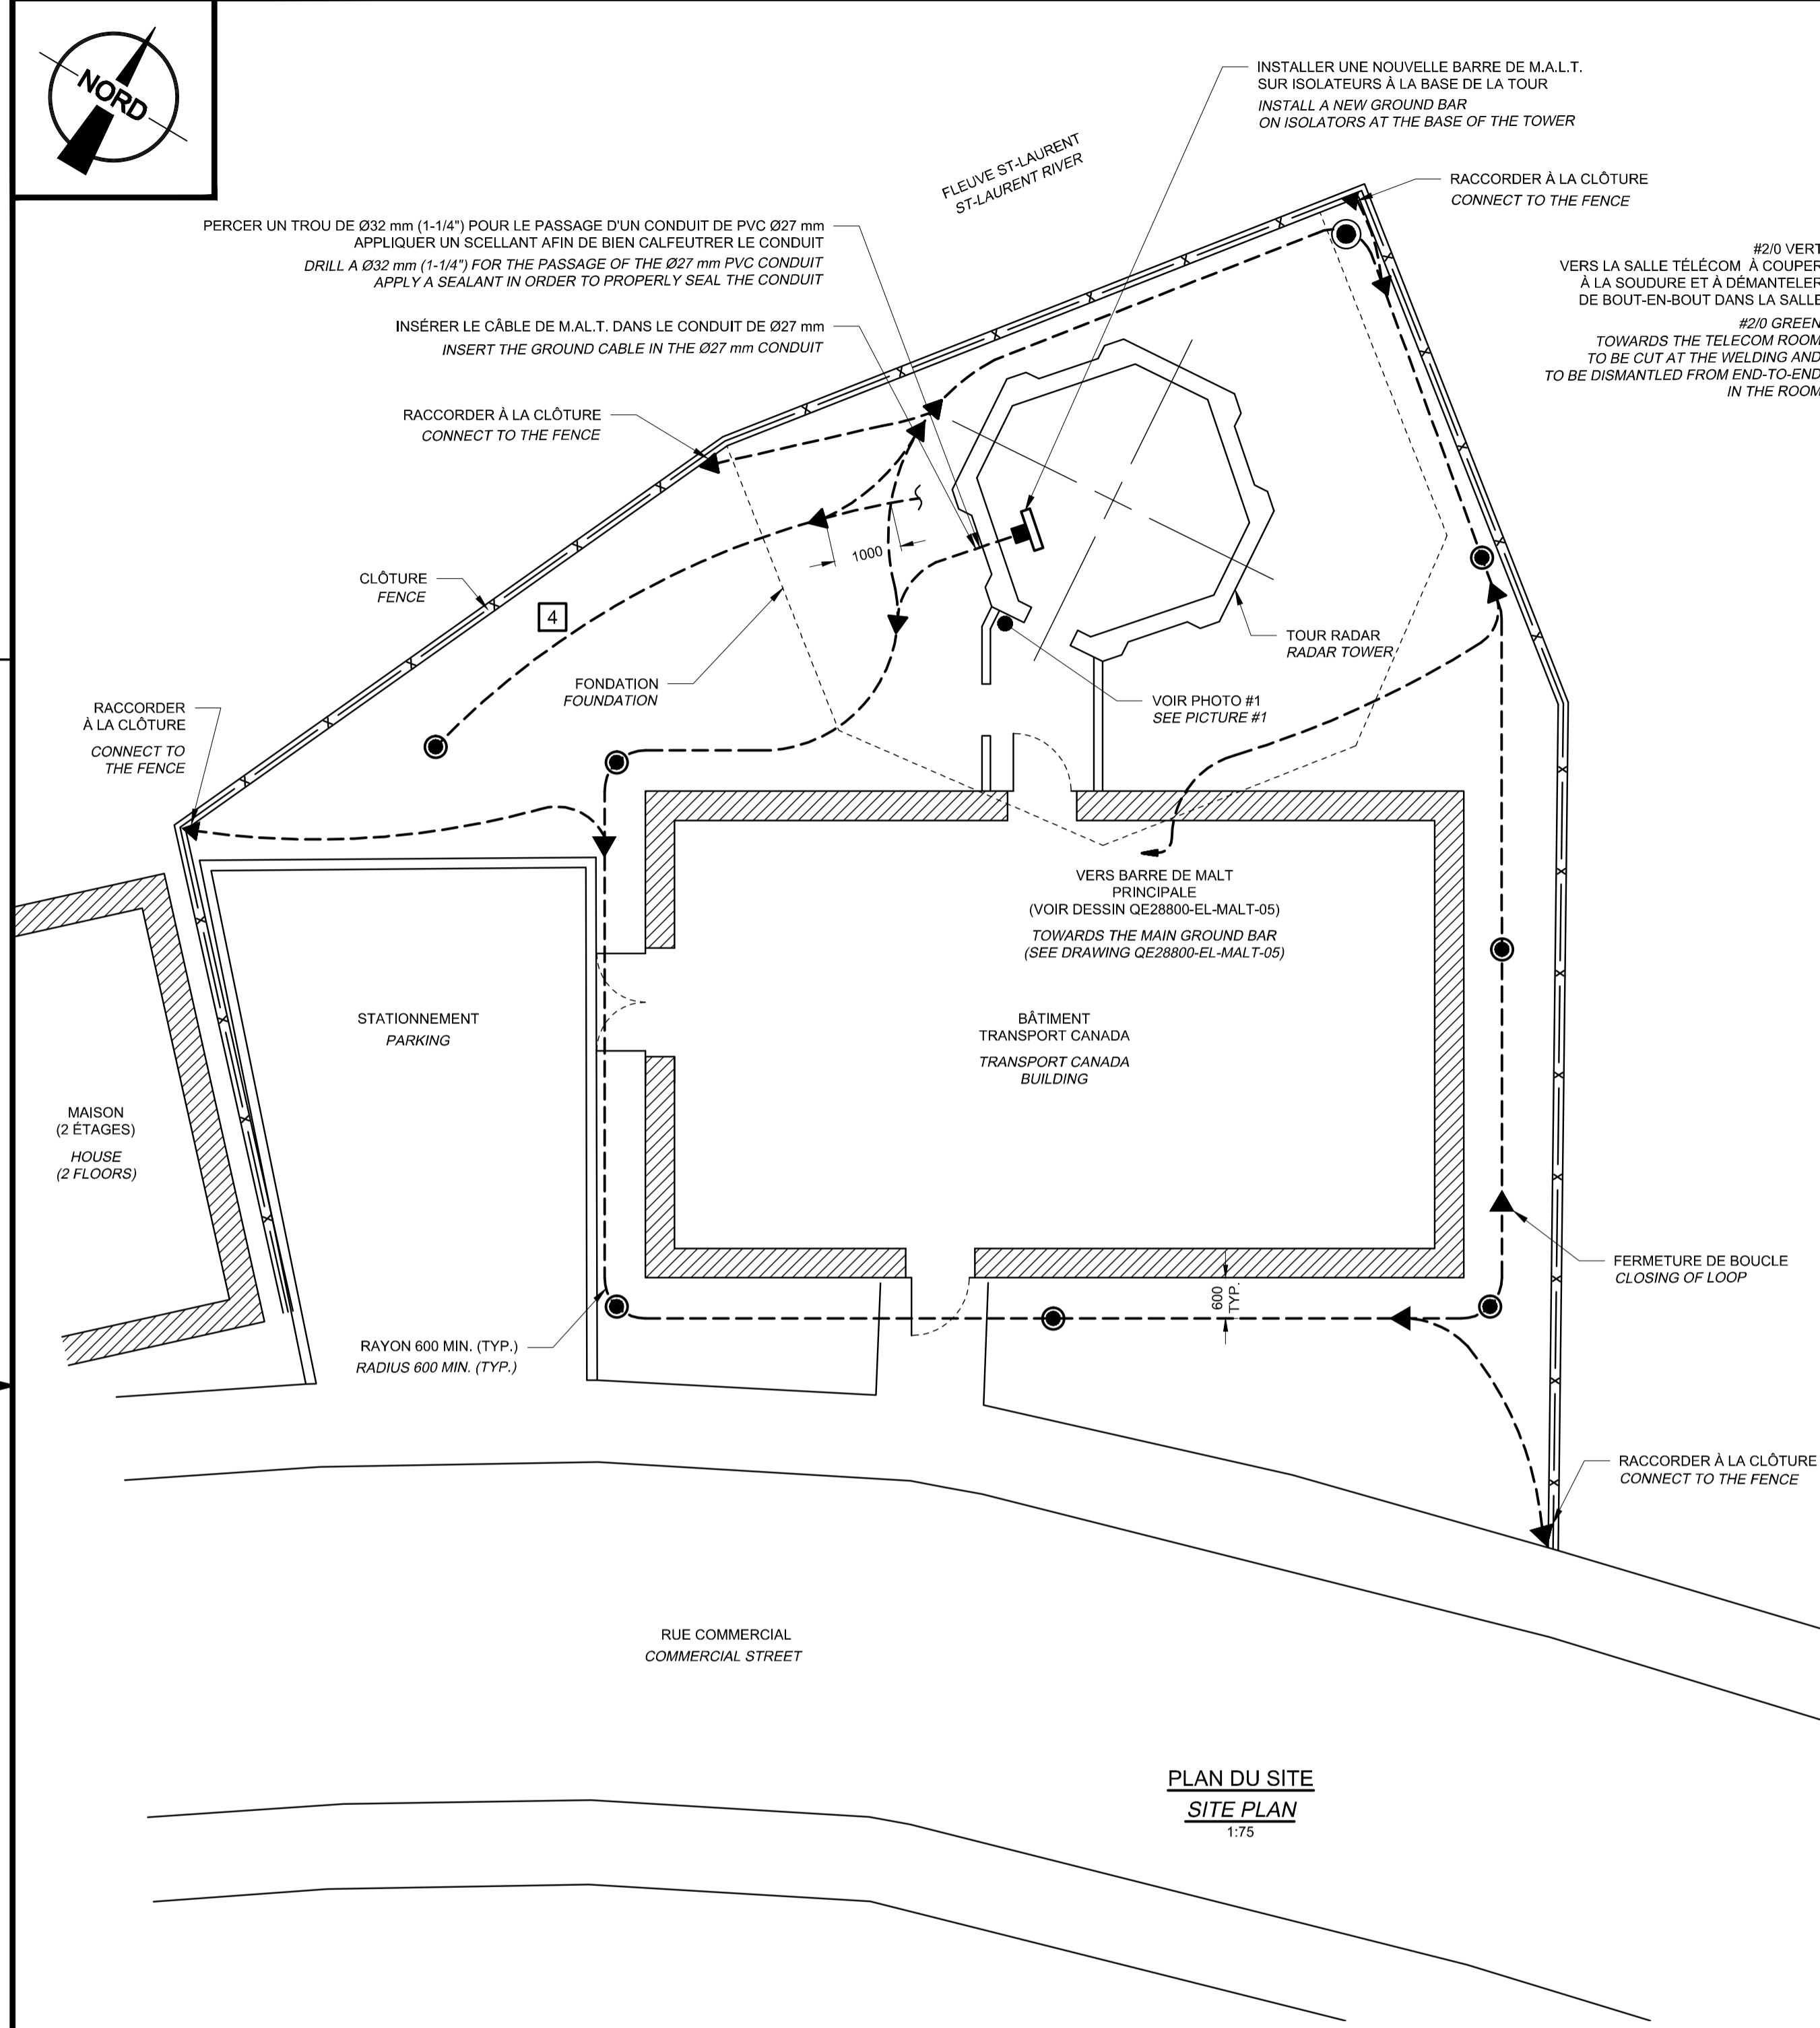 NORD
INSTALLER UNE NOUVELLE BARRE DE M.A.L.T.
SUR ISOLATEURS À LA BASE DE LA TOUR
INSTALL A NEW GROUND BAR
ON ISOLATORS AT THE BASE OF THE TOWER
FLEUVE ST-LAURENT
ST-LAURENT RIVER
RACCORDER À LA CLÔTURE
CONNECT TO THE FENCE
PERCER UN TROU DE Ø32 mm (1-1/4") POUR LE PASSAGE D'UN CONDUIT DE PVC Ø27 mm
APPLIQUER UN SCELLANT AFIN DE BIEN CALFEUTRER LE CONDUIT
DRILL A Ø32 mm (1-1/4") FOR THE PASSAGE OF THE Ø27 mm PVC CONDUIT
APPLY A SEALANT IN ORDER TO PROPERLY SEAL THE CONDUIT
#2/0 VERT
VERS LA SALLE TÉLÉCOM À COUPER
À LA SOUDURE ET À DÉMANTELER
DE BOUT-EN-BOUT DANS LA SALLE
#2/0 GREEN
TOWARDS THE TELECOM ROOM
TO BE CUT AT THE WELDING AND
TO BE DISMANTLED FROM END-TO-END
IN THE ROOM
INSÉRER LE CÂBLE DE M.AL.T. DANS LE CONDUIT DE Ø27 mm
INSERT THE GROUND CABLE IN THE Ø27 mm CONDUIT
RACCORDER À LA CLÔTURE
CONNECT TO THE FENCE
1000
CLÔTURE
FENCE
4
TOUR RADAR
RADAR TOWER
FONDATION
FOUNDATION
VOIR PHOTO #1
SEE PICTURE #1
RACCORDER
À LA CLÔTURE
CONNECT TO
THE FENCE
VERS BARRE DE MALT
PRINCIPALE
(VOIR DESSIN QE28800-EL-MALT-05)
TOWARDS THE MAIN GROUND BAR
(SEE DRAWING QE28800-EL-MALT-05)
STATIONNEMENT
PARKING
BÂTIMENT
TRANSPORT CANADA
TRANSPORT CANADA
BUILDING
MAISON
(2 ÉTAGES)
HOUSE
(2 FLOORS)
FERMETURE DE BOUCLE
CLOSING OF LOOP
600
TYP.
RAYON 600 MIN. (TYP.)
RADIUS 600 MIN. (TYP.)
RACCORDER À LA CLÔTURE
CONNECT TO THE FENCE
RUE COMMERCIAL
COMMERCIAL STREET
PLAN DU SITE
SITE PLAN
1:75